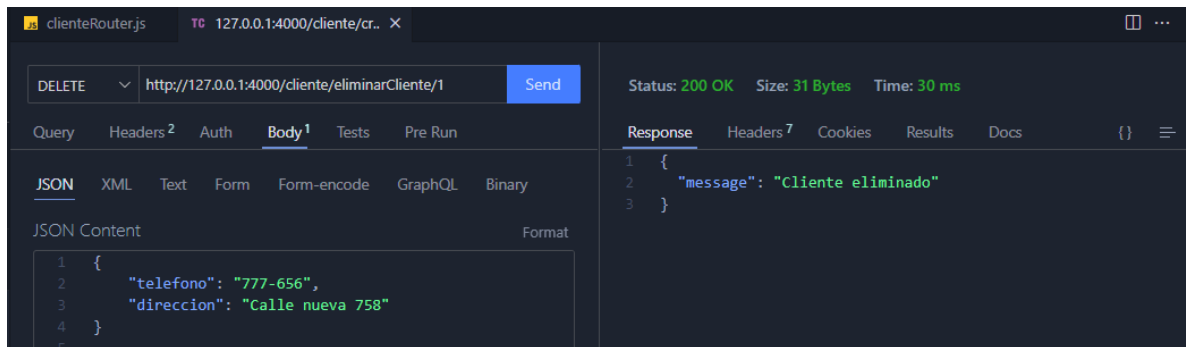 JS clienteRouter.js
TC 127.0.0.1:4000/cliente/cr.. ×
DELETE
http://127.0.0.1:4000/cliente/eliminarCliente/1
Send
Query Headers 2 Auth Body 1 Tests Pre Run
JSON XML Text Form Form-encode GraphQL Binary
JSON Content
Format
1 {
2 "telefono": "777-656",
3 "direccion": "Calle nueva 758"
4 }
5
Status: 200 OK Size: 31 Bytes Time: 30 ms
Response Headers 7 Cookies Results Docs {}
1 {
2 "message": "Cliente eliminado"
3 }